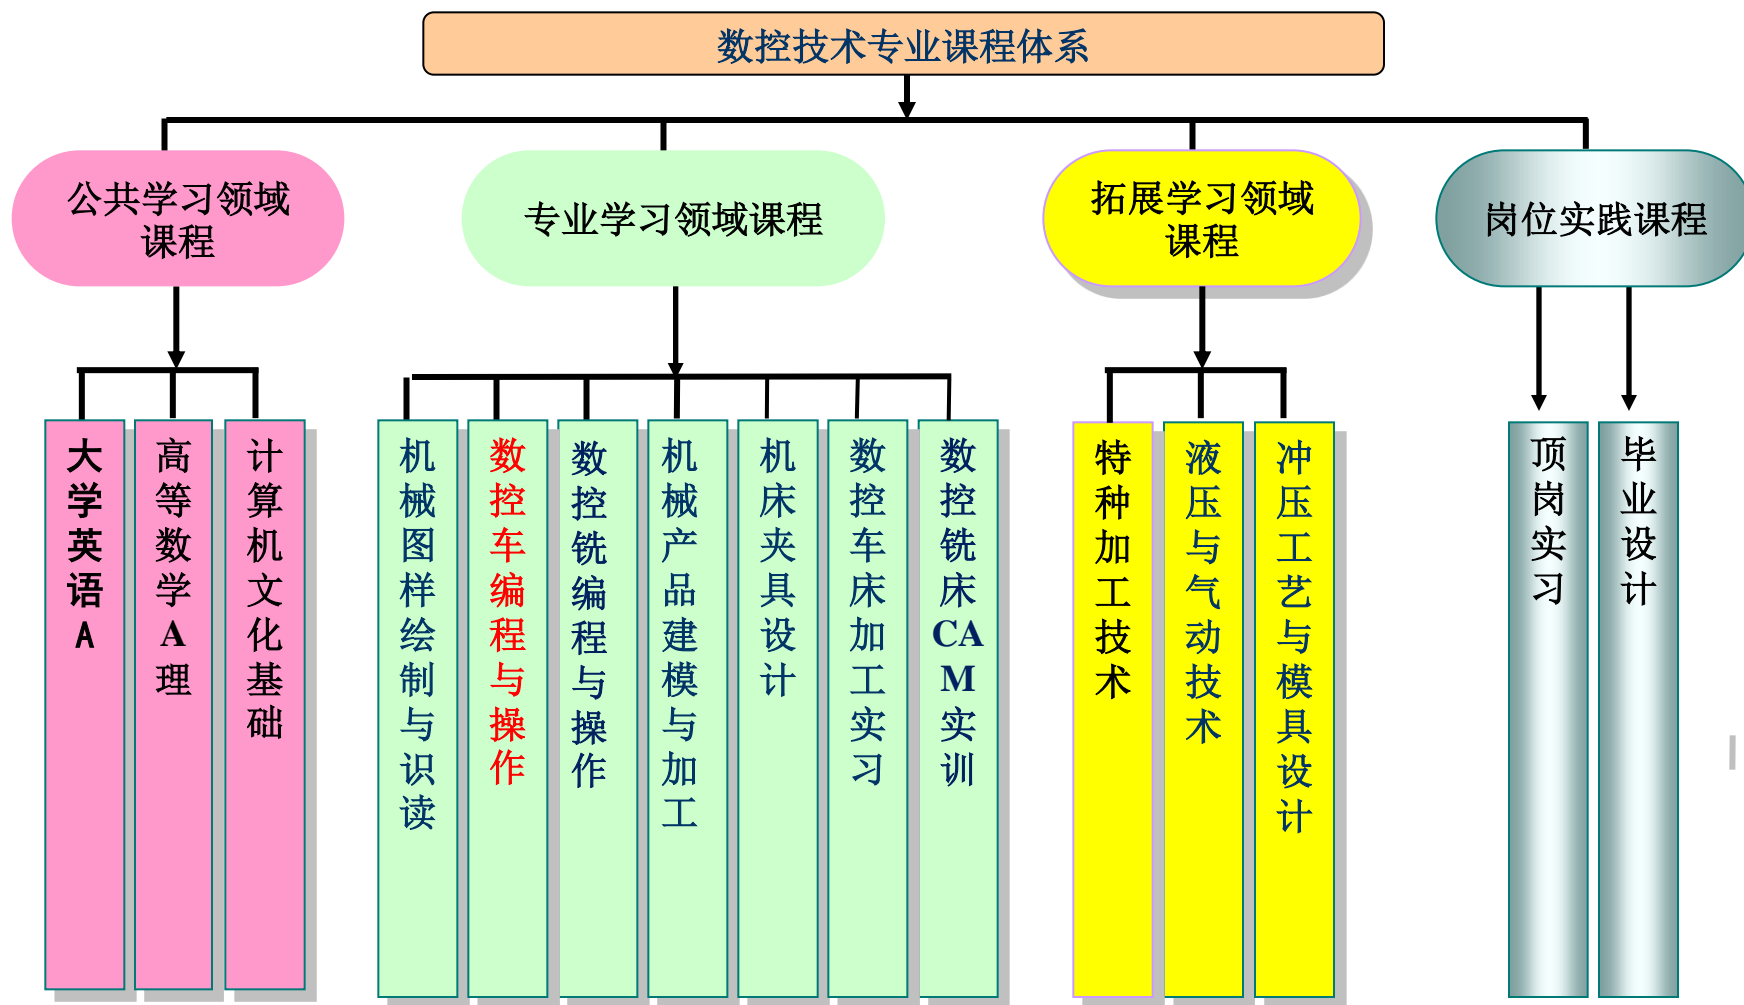 数控技术专业课程体系
公共学习领域
课程
专业学习领域课程
拓展学习领域
课程
岗位实践课程
大学英语A
高等数学A理
计算机文化基础
机械图样绘制与识读
数控车编程与操作
数控铣编程与操作
机械产品建模与加工
机床夹具设计
数控车床加工实习
数控铣床CAM实训
特种加工技术
液压与气动技术
冲压工艺与模具设计
顶岗实习
毕业设计